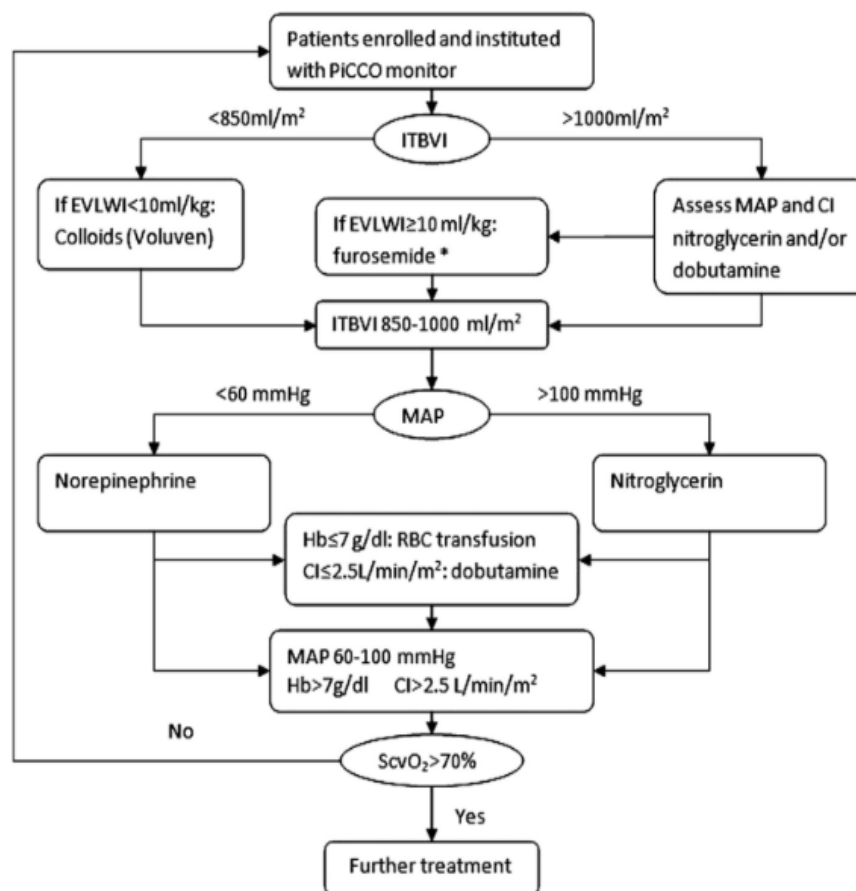 Patients enrolled and instituted
with PiCCO monitor
<850ml/m²
ITBVI
>1000ml/m²
If EVLWI<10ml/kg:
Colloids (Voluven)
If EVLWI≥10 ml/kg:
furosemide *
Assess MAP and CI
nitroglycerin and/or
dobutamine
ITBVI 850-1000 ml/m²
<60 mmHg
MAP
>100 mmHg
Norepinephrine
Nitroglycerin
Hb≤7g/dl: RBC transfusion
CI≤2.5L/min/m²: dobutamine
MAP 60-100 mmHg
Hb>7g/dl CI>2.5 L/min/m²
No
ScvO₂>70%
Yes
Further treatment